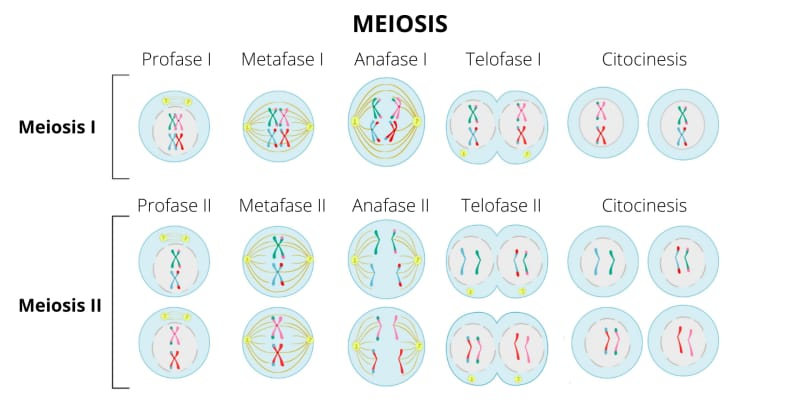 MEIOSIS
Profase I Metafase I Anafase I Telofase I Citocinesis
Meiosis I
Profase II Metafase II Anafase II Telofase II Citocinesis
Meiosis II